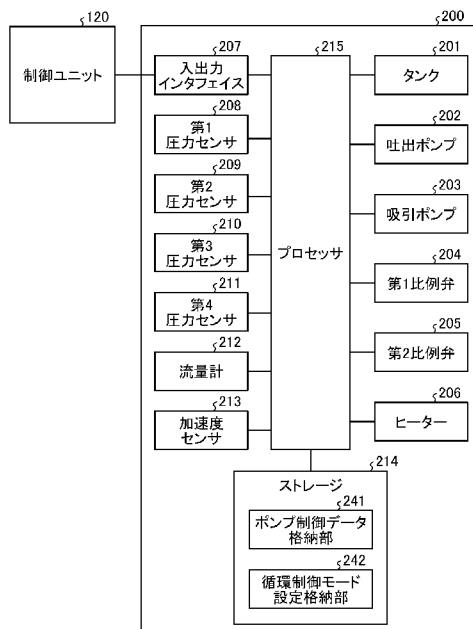 120
制御ユニット
200
207
入出力
インタフェイス
208
第1
圧力センサ
209
第2
圧力センサ
210
第3
圧力センサ
211
第4
圧力センサ
212
流量計
213
加速度
センサ
215
プロセッサ
201
タンク
202
吐出ポンプ
203
吸引ポンプ
204
第1比例弁
205
第2比例弁
206
ヒーター
214
ストレージ
241
ポンプ制御データ
格納部
242
循環制御モード
設定格納部